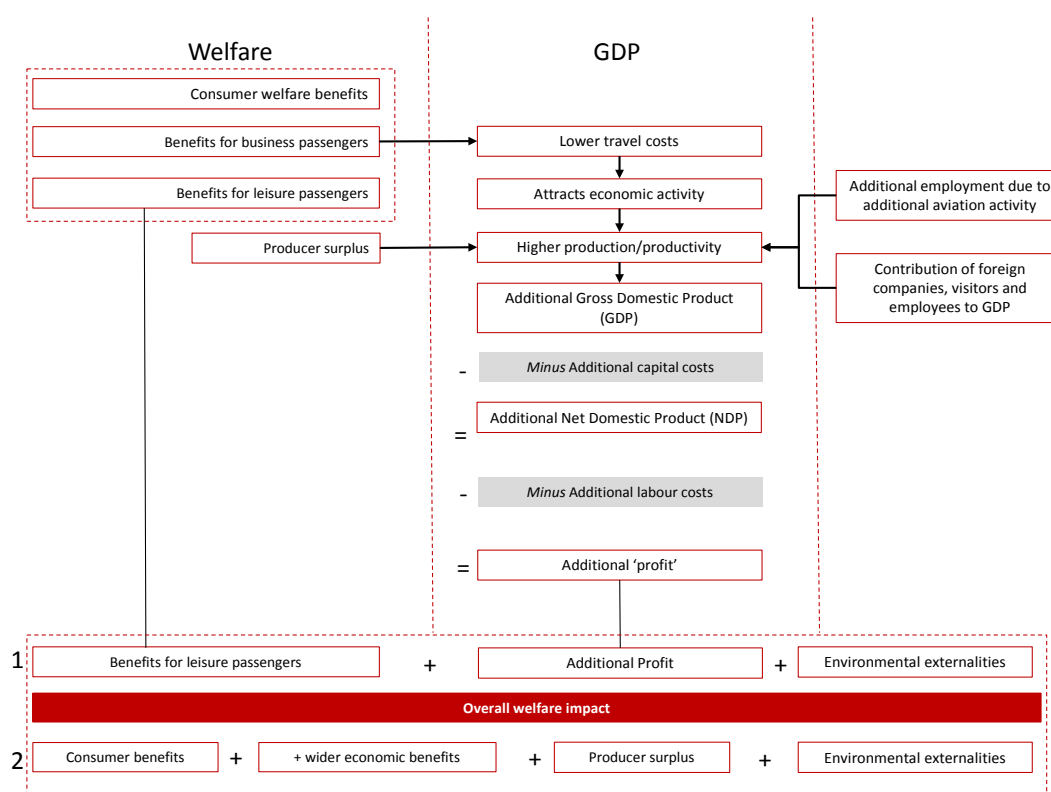 Welfare
GDP
Consumer welfare benefits
Benefits for business passengers
Lower travel costs
Benefits for leisure passengers
Attracts economic activity
Additional employment due to
additional aviation activity
Producer surplus
Higher production/productivity
Contribution of foreign
companies, visitors and
employees to GDP
Additional Gross Domestic Product
(GDP)
- Minus Additional capital costs
= Additional Net Domestic Product (NDP)
- Minus Additional labour costs
= Additional ‘profit’
1 Benefits for leisure passengers + Additional Profit + Environmental externalities
Overall welfare impact
2 Consumer benefits + + wider economic benefits + Producer surplus + Environmental externalities